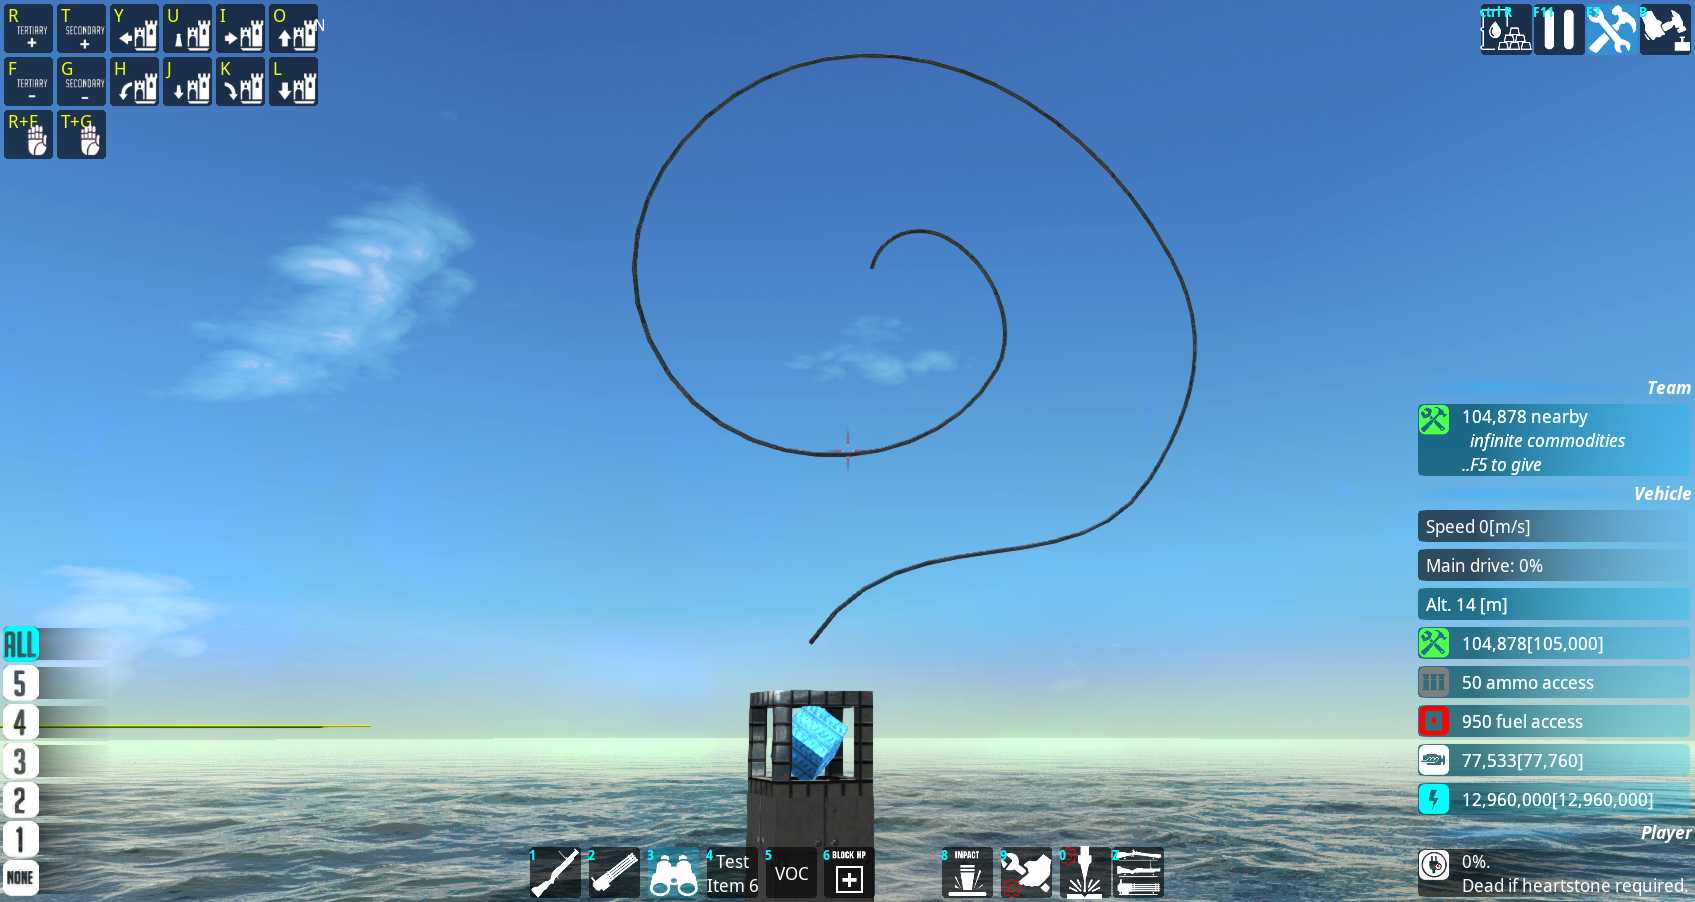 R
TERTIARY
+
T
SECONDARY
+
Y
U
I
O
N
F
TERTIARY
-
G
SECONDARY
-
H
J
K
L
R+F
T+G
ctrl R
F11
B
Team
104,878 nearby
infinite commodities
..F5 to give
Vehicle
Speed 0[m/s]
Main drive: 0%
Alt. 14 [m]
104,878[105,000]
50 ammo access
950 fuel access
77,533[77,760]
12,960,000[12,960,000]
Player
0%.
Dead if heartstone required.
ALL
5
4
3
2
1
NONE
1
2
3
4 Test
Item 6
5
VOC
6 BLOCK HP
8 IMPACT
9
0
Z